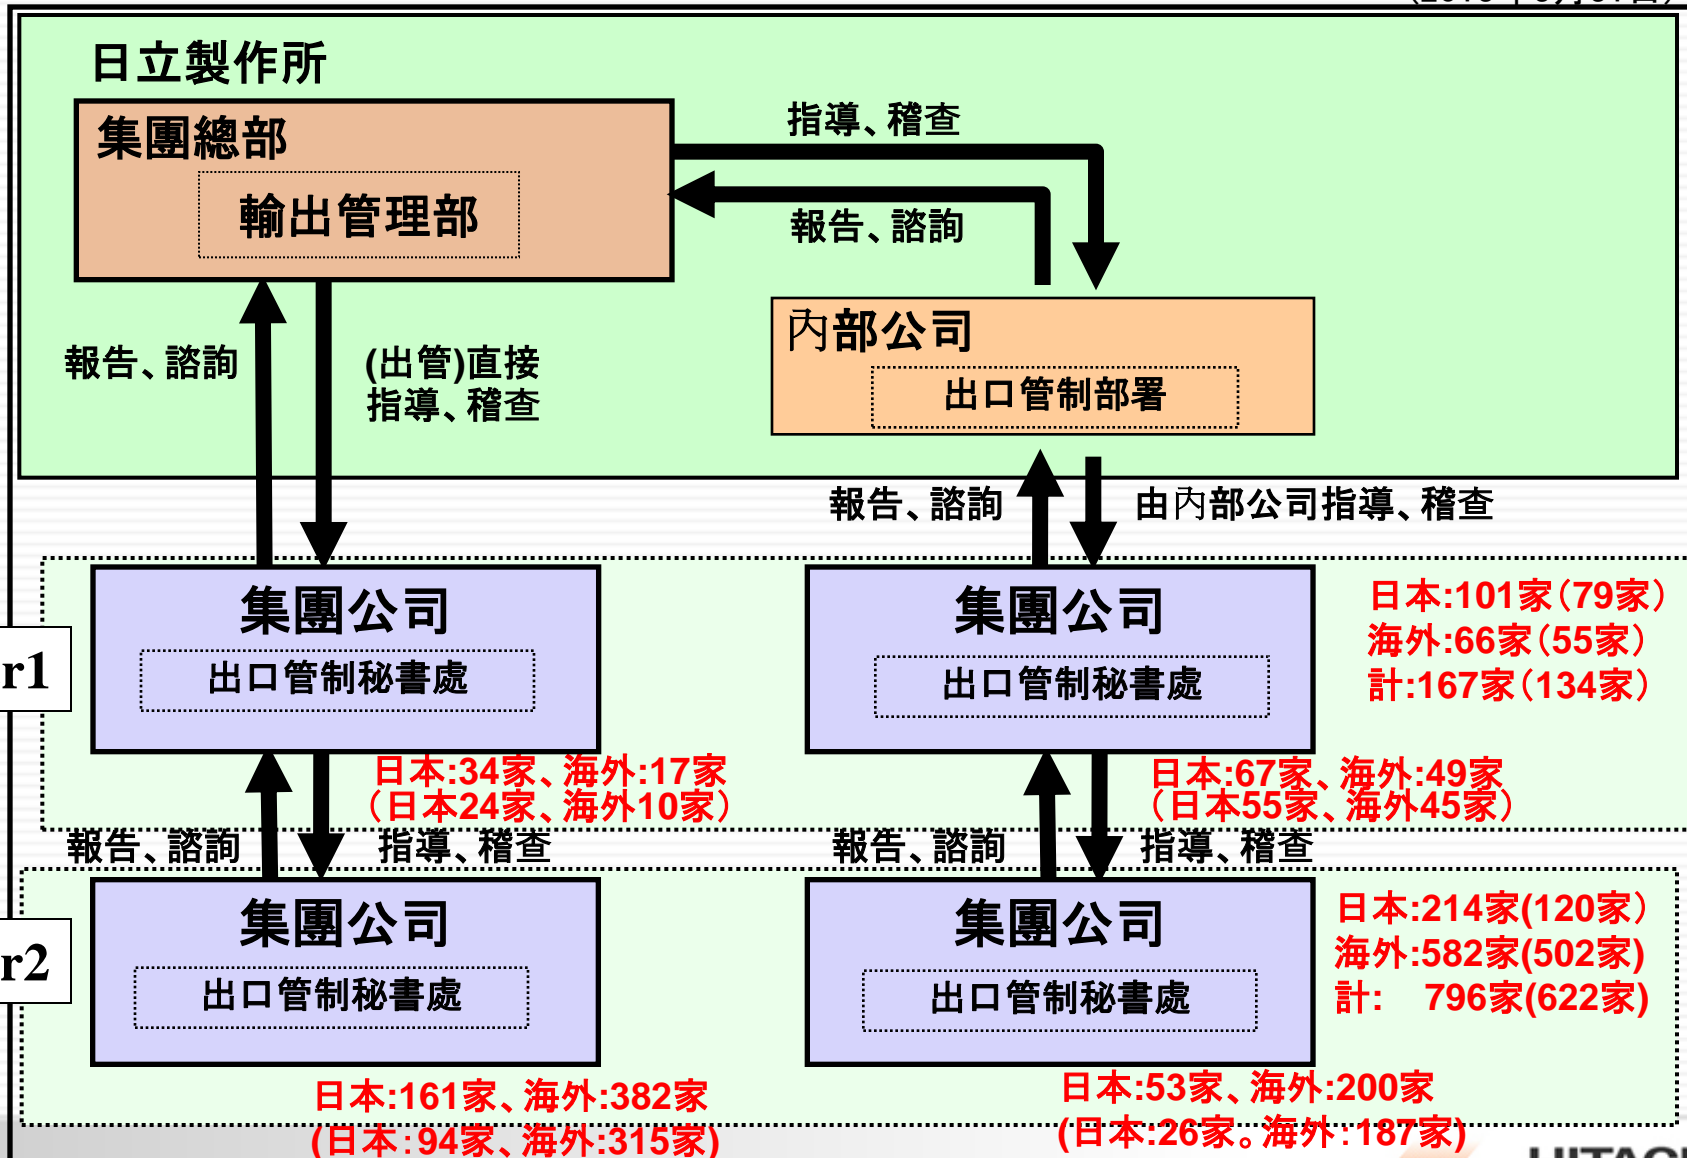 日立製作所
集團總部
輸出管理部
指導、稽查
報告、諮詢
內部公司
出口管制部署
報告、諮詢
(出管)直接
指導、稽查
報告、諮詢
由內部公司指導、稽查
r1
集團公司
出口管制秘書處
集團公司
出口管制秘書處
日本:101家（79家）
海外:66家（55家）
計:167家（134家）
日本:34家、海外:17家
（日本24家、海外10家）
日本:67家、海外:49家
（日本55家、海外45家）
報告、諮詢
指導、稽查
報告、諮詢
指導、稽查
r2
集團公司
出口管制秘書處
集團公司
出口管制秘書處
日本:214家(120家）
海外:582家(502家)
計: 796家(622家)
日本:161家、海外:382家
(日本：94家、海外:315家)
日本:53家、海外:200家
(日本:26家。海外：187家)